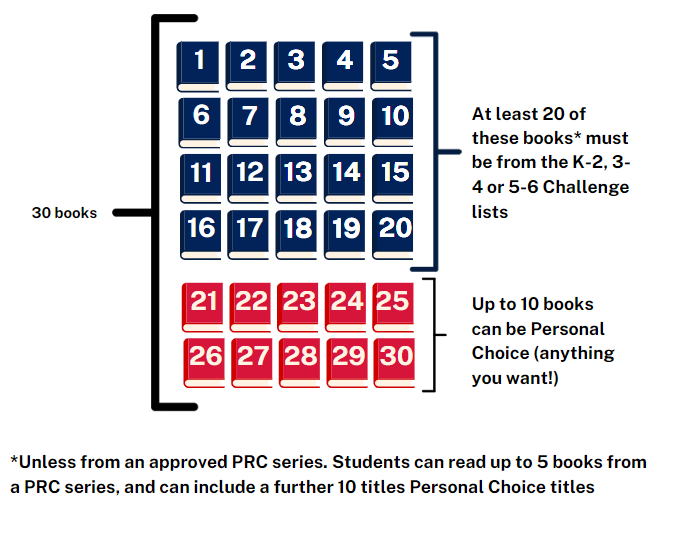 1 2 3 4 5
6 7 8 9 10
11 12 13 14 15
16 17 18 19 20
21 22 23 24 25
26 27 28 29 30
30 books
At least 20 of
these books* must
be from the K-2, 3-
4 or 5-6 Challenge
lists
Up to 10 books
can be Personal
Choice (anything
you want!)
*Unless from an approved PRC series. Students can read up to 5 books from
a PRC series, and can include a further 10 titles Personal Choice titles